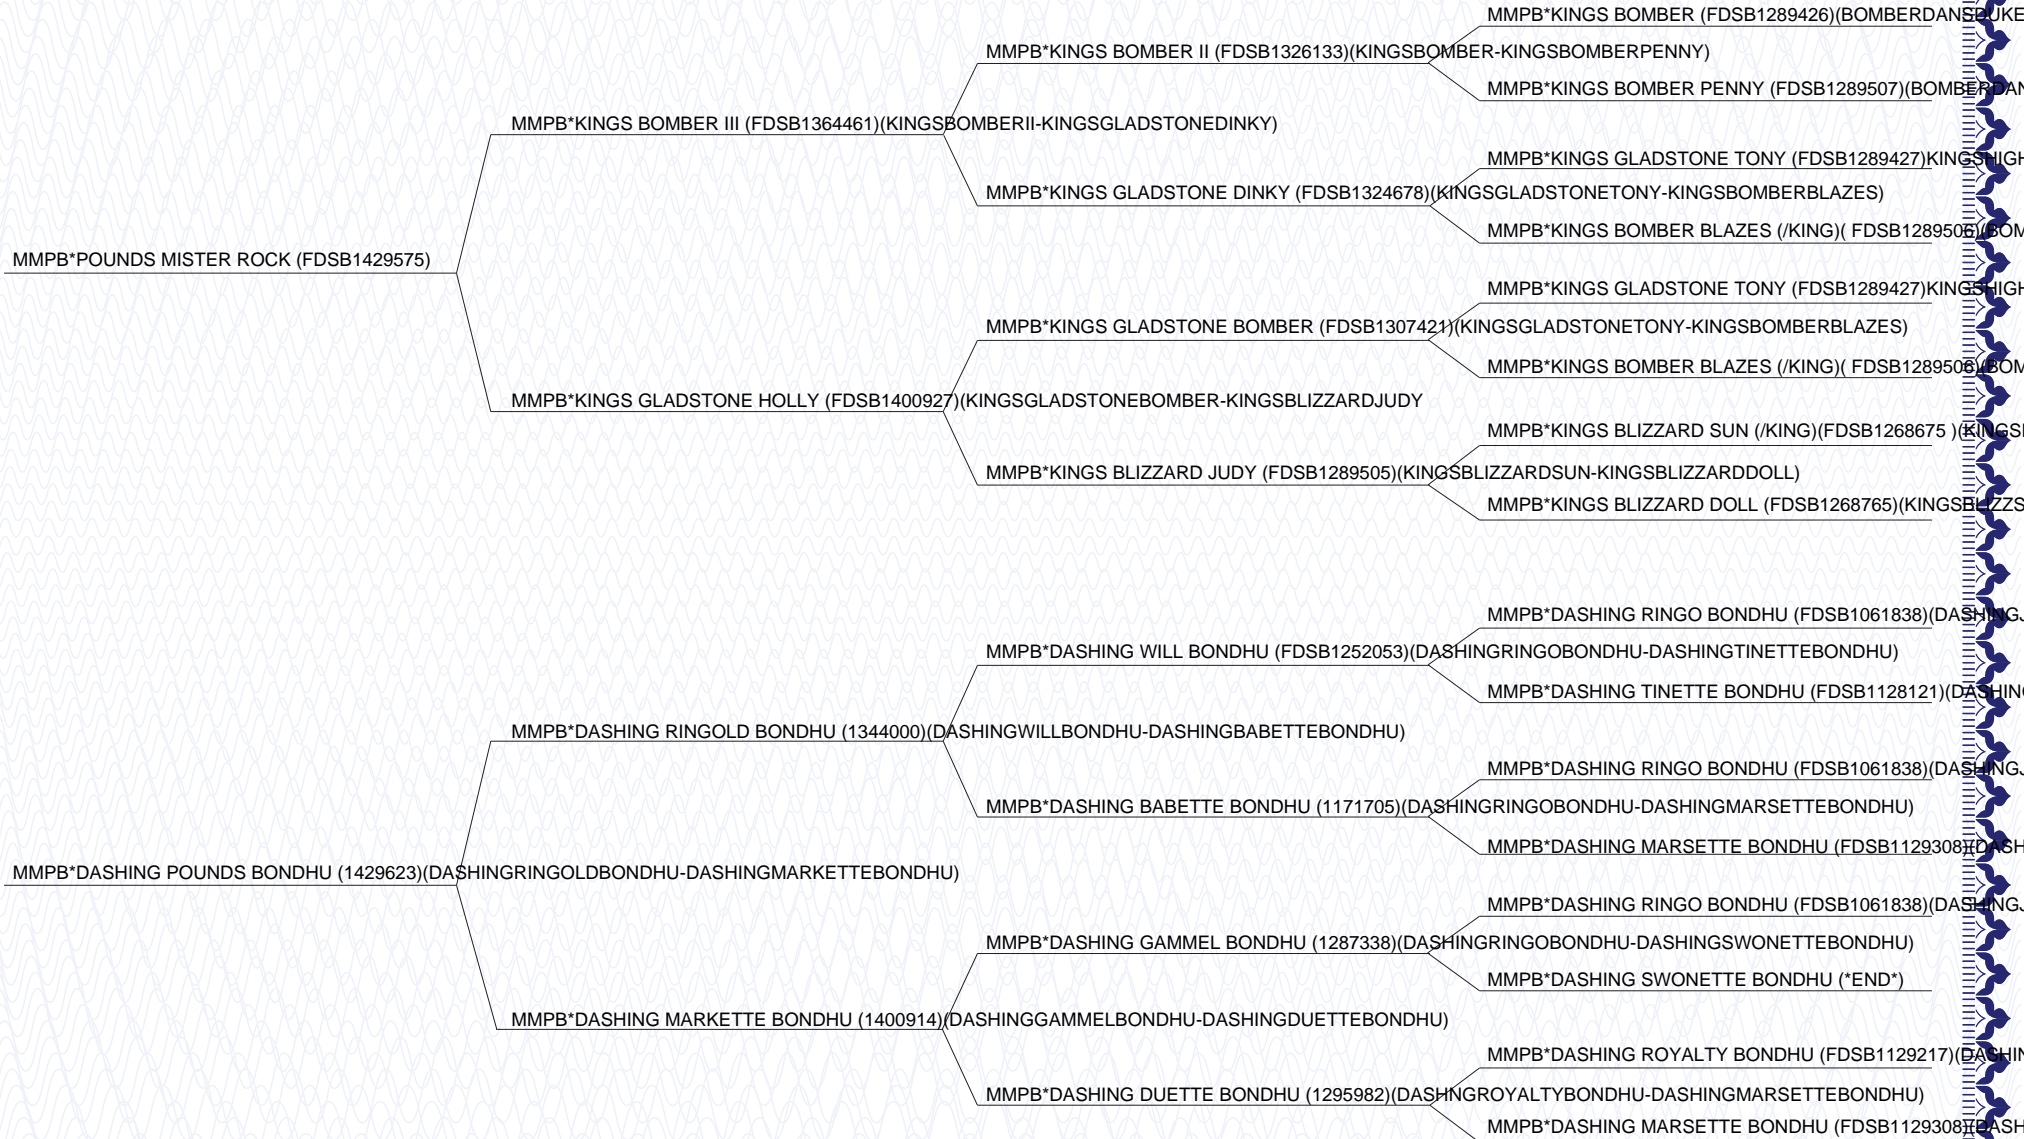 MMPB*KINGS BOMBER (FDSB1289426)(BOMBERDANSDUKE
MMPB*KINGS BOMBER II (FDSB1326133)(KINGSBOMBER-KINGSBOMBERPENNY)
MMPB*KINGS BOMBER PENNY (FDSB1289507)(BOMBERDAN
MMPB*KINGS BOMBER III (FDSB1364461)(KINGSBOMBERII-KINGSGLADSTONEDINKY)
MMPB*KINGS GLADSTONE TONY (FDSB1289427)KINGSHIGH
MMPB*KINGS GLADSTONE DINKY (FDSB1324678)(KINGSGLADSTONETONY-KINGSBOMBERBLAZES)
MMPB*KINGS BOMBER BLAZES (/KING)( FDSB1289506)(BOM
MMPB*POUNDS MISTER ROCK (FDSB1429575)
MMPB*KINGS GLADSTONE TONY (FDSB1289427)KINGSHIGH
MMPB*KINGS GLADSTONE BOMBER (FDSB1307421)(KINGSGLADSTONETONY-KINGSBOMBERBLAZES)
MMPB*KINGS BOMBER BLAZES (/KING)( FDSB1289506)(BOM
MMPB*KINGS GLADSTONE HOLLY (FDSB1400927)(KINGSGLADSTONEBOMBER-KINGSBLIZZARDJUDY
MMPB*KINGS BLIZZARD SUN (/KING)(FDSB1268675 )(KINGS
MMPB*KINGS BLIZZARD JUDY (FDSB1289505)(KINGSBLIZZARDSUN-KINGSBLIZZARDDOLL)
MMPB*KINGS BLIZZARD DOLL (FDSB1268765)(KINGSBLIZZS
MMPB*DASHING RINGO BONDHU (FDSB1061838)(DASHINGJ
MMPB*DASHING WILL BONDHU (FDSB1252053)(DASHINGRINGOBONDHU-DASHINGTINETTEBONDHU)
MMPB*DASHING TINETTE BONDHU (FDSB1128121)(DASHING
MMPB*DASHING RINGOLD BONDHU (1344000)(DASHINGWILLBONDHU-DASHINGBABETTEBONDHU)
MMPB*DASHING RINGO BONDHU (FDSB1061838)(DASHINGJ
MMPB*DASHING BABETTE BONDHU (1171705)(DASHINGRINGOBONDHU-DASHINGMARSETTEBONDHU)
MMPB*DASHING MARSETTE BONDHU (FDSB1129308)(DASH
MMPB*DASHING POUNDS BONDHU (1429623)(DASHINGRINGOLDBONDHU-DASHINGMARKETTEBONDHU)
MMPB*DASHING RINGO BONDHU (FDSB1061838)(DASHINGJ
MMPB*DASHING GAMMEL BONDHU (1287338)(DASHINGRINGOBONDHU-DASHINGSWONETTEBONDHU)
MMPB*DASHING SWONETTE BONDHU (*END*)
MMPB*DASHING MARKETTE BONDHU (1400914)(DASHINGGAMMELBONDHU-DASHINGDUETTEBONDHU)
MMPB*DASHING ROYALTY BONDHU (FDSB1129217)(DASHIN
MMPB*DASHING DUETTE BONDHU (1295982)(DASHNGROYALTYBONDHU-DASHINGMARSETTEBONDHU)
MMPB*DASHING MARSETTE BONDHU (FDSB1129308)(DASH